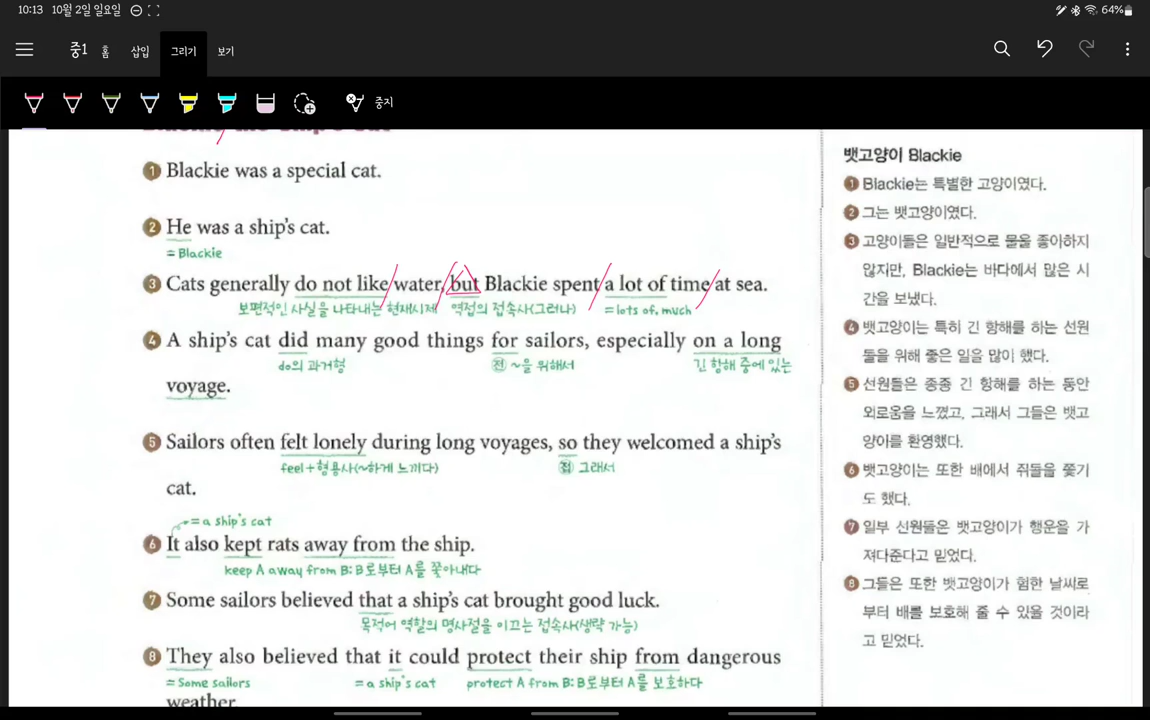 10:13 10월 2일 일요일
64%
중1 홈 삽입 그리기 보기
중지
Blackie the Ship's Cat
① Blackie was a special cat.
② He was a ship's cat.
= Blackie
③ Cats generally do not like water, but Blackie spent a lot of time at sea.
보편적인 사실을 나타내는 현재시제 역접의 접속사(그러나) = lots of, much
④ A ship's cat did many good things for sailors, especially on a long
do의 과거형 전 ~을 위해서 긴 항해 중에 있는
voyage.
⑤ Sailors often felt lonely during long voyages, so they welcomed a ship's
feel + 형용사(~하게 느끼다) 접 그래서
cat.
= a ship's cat
⑥ It also kept rats away from the ship.
keep A away from B: B로부터 A를 쫓아내다
⑦ Some sailors believed that a ship's cat brought good luck.
목적어 역할의 명사절을 이끄는 접속사(생략 가능)
⑧ They also believed that it could protect their ship from dangerous
= Some sailors = a ship's cat protect A from B: B로부터 A를 보호하다
weather
뱃고양이 Blackie
① Blackie는 특별한 고양이였다.
② 그는 뱃고양이였다.
③ 고양이들은 일반적으로 물을 좋아하지
않지만, Blackie는 바다에서 많은 시
간을 보냈다.
④ 뱃고양이는 특히 긴 항해를 하는 선원
들을 위해 좋은 일을 많이 했다.
⑤ 선원들은 종종 긴 항해를 하는 동안
외로움을 느꼈고, 그래서 그들은 뱃고
양이를 환영했다.
⑥ 뱃고양이는 또한 배에서 쥐들을 쫓기
도 했다.
⑦ 일부 선원들은 뱃고양이가 행운을 가
져다준다고 믿었다.
⑧ 그들은 또한 뱃고양이가 험한 날씨로
부터 배를 보호해 줄 수 있을 것이라
고 믿었다.